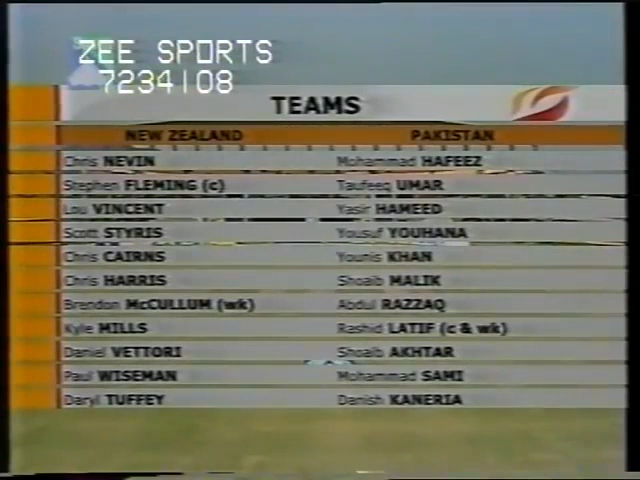 ZEE SPORTS
7234108
TEAMS
NEW ZEALAND PAKISTAN
Chris NEVIN Mohammad HAFEEZ
Stephen FLEMING (c) Taufeeq UMAR
Lou VINCENT Yasir HAMEED
Scott STYRIS Yousuf YOUHANA
Chris CAIRNS Younis KHAN
Chris HARRIS Shoaib MALIK
Brendon McCULLUM (wk) Abdul RAZZAQ
Kyle MILLS Rashid LATIF (c & wk)
Daniel VETTORI Shoaib AKHTAR
Paul WISEMAN Mohammad SAMI
Daryl TUFFEY Danish KANERIA